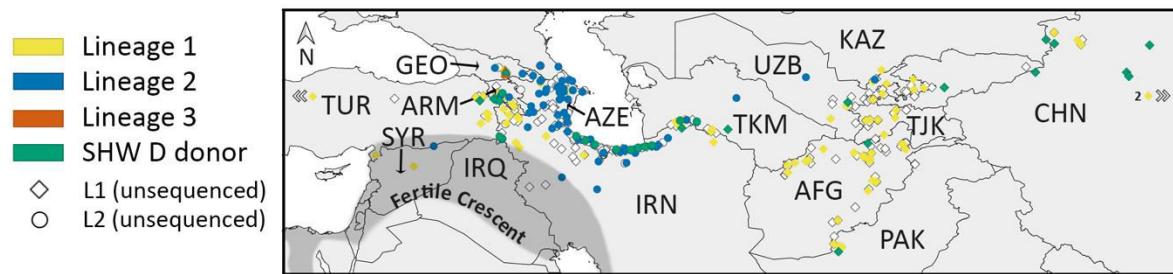 Lineage 1
Lineage 2
Lineage 3
SHW D donor
L1 (unsequenced)
L2 (unsequenced)
N
KAZ
GEO
UZB
TUR
ARM
AZE
TKM
TJK
CHN
2
SYR
IRQ
IRN
AFG
PAK
Fertile Crescent